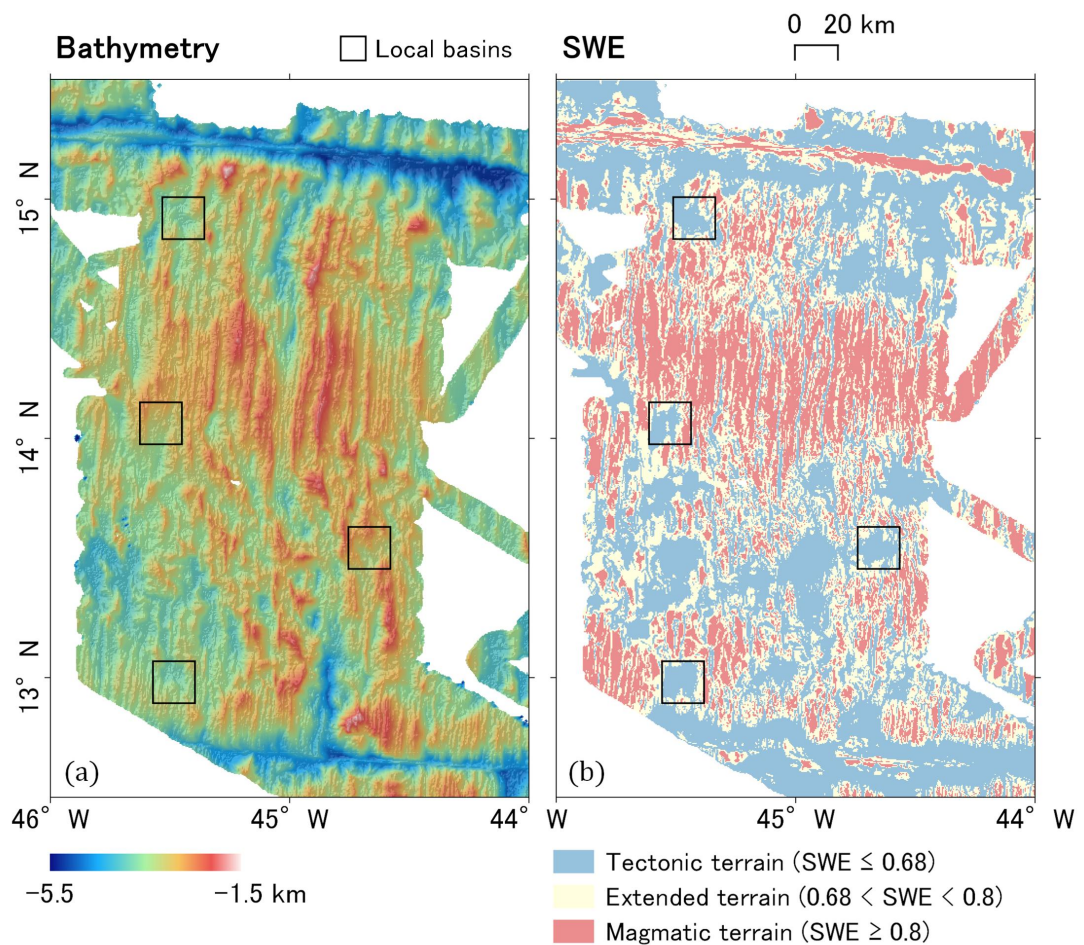 Bathymetry
Local basins
SWE
0 20 km
15° N
14° N
13° N
(a)
(b)
46° W 45° W 44°
W 45° W 44° W
-5.5 -1.5 km
Tectonic terrain (SWE ≤ 0.68)
Extended terrain (0.68 < SWE < 0.8)
Magmatic terrain (SWE ≥ 0.8)